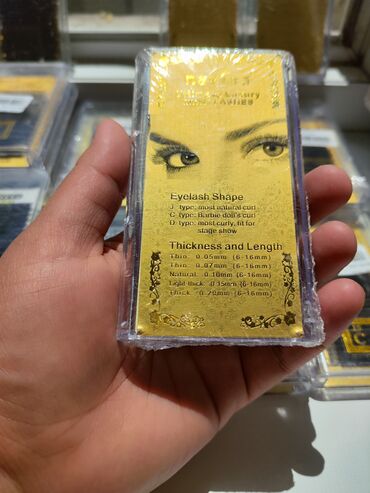 Luxury
Eyelash Shape
J type: most natural curl
C type: Barbie doll's curl
D type: most curly, fit for
stage show
Thickness and Length
Thin 0.05mm (6-16mm)
Thin 0.07mm (6-16mm)
Natural 0.10mm (6-16mm)
Light thick 0.15mm (6-16mm)
Thick 0.20mm (6-16mm)
C